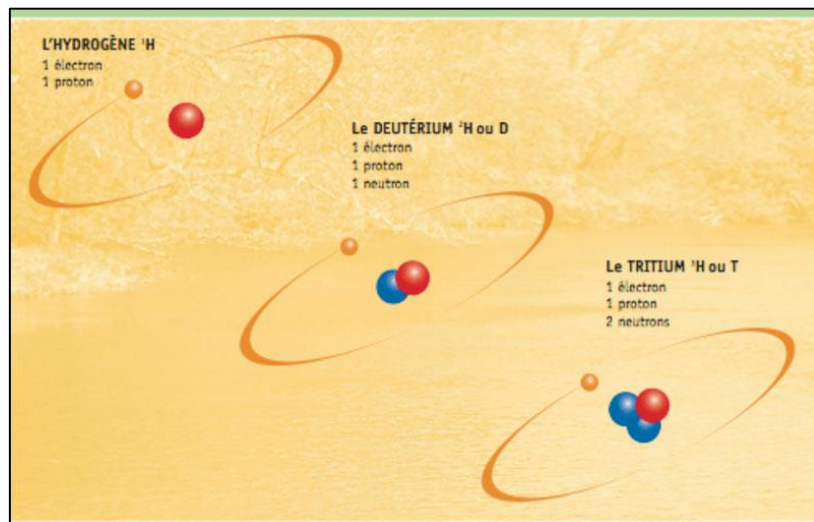 L'HYDROGÈNE ¹H
1 électron
1 proton
Le DEUTÉRIUM ²H ou D
1 électron
1 proton
1 neutron
Le TRITIUM ³H ou T
1 électron
1 proton
2 neutrons